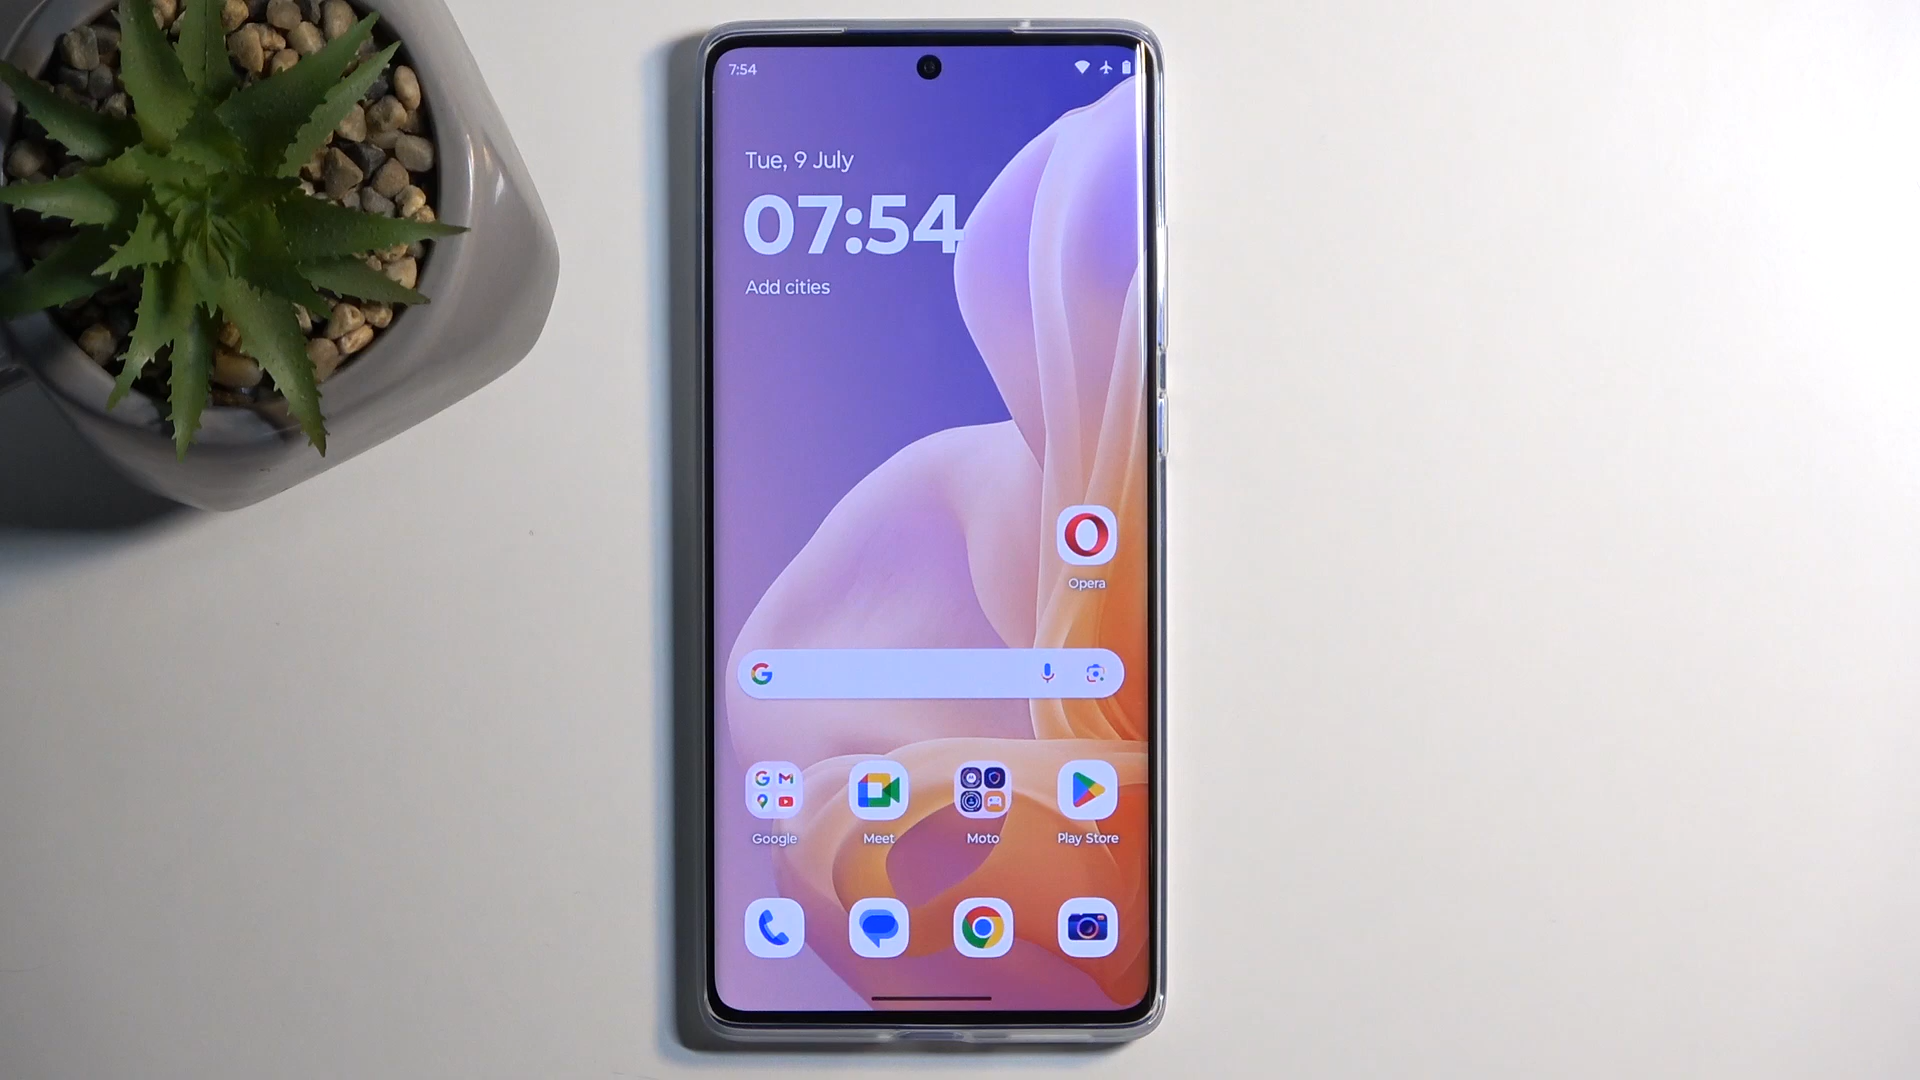 7:54
Tue, 9 July
07:54
Add cities
Opera
Google
Meet
Moto
Play Store